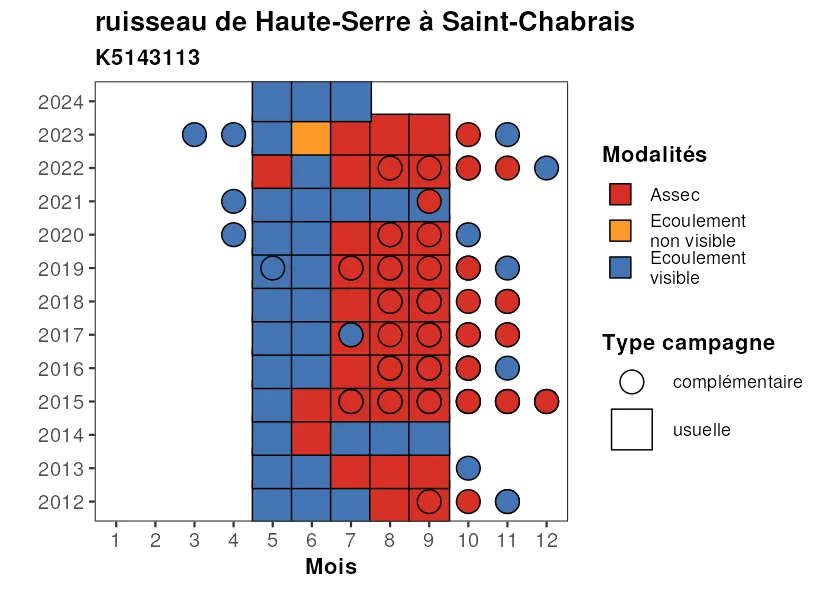 ruisseau de Haute-Serre à Saint-Chabrais
K5143113
2024
2023
2022
2021
2020
2019
2018
2017
2016
2015
2014
2013
2012
1 2 3 4 5 6 7 8 9 10 11 12
Mois
Modalités
Assec
Ecoulement
non visible
Ecoulement
visible
Type campagne
complémentaire
usuelle